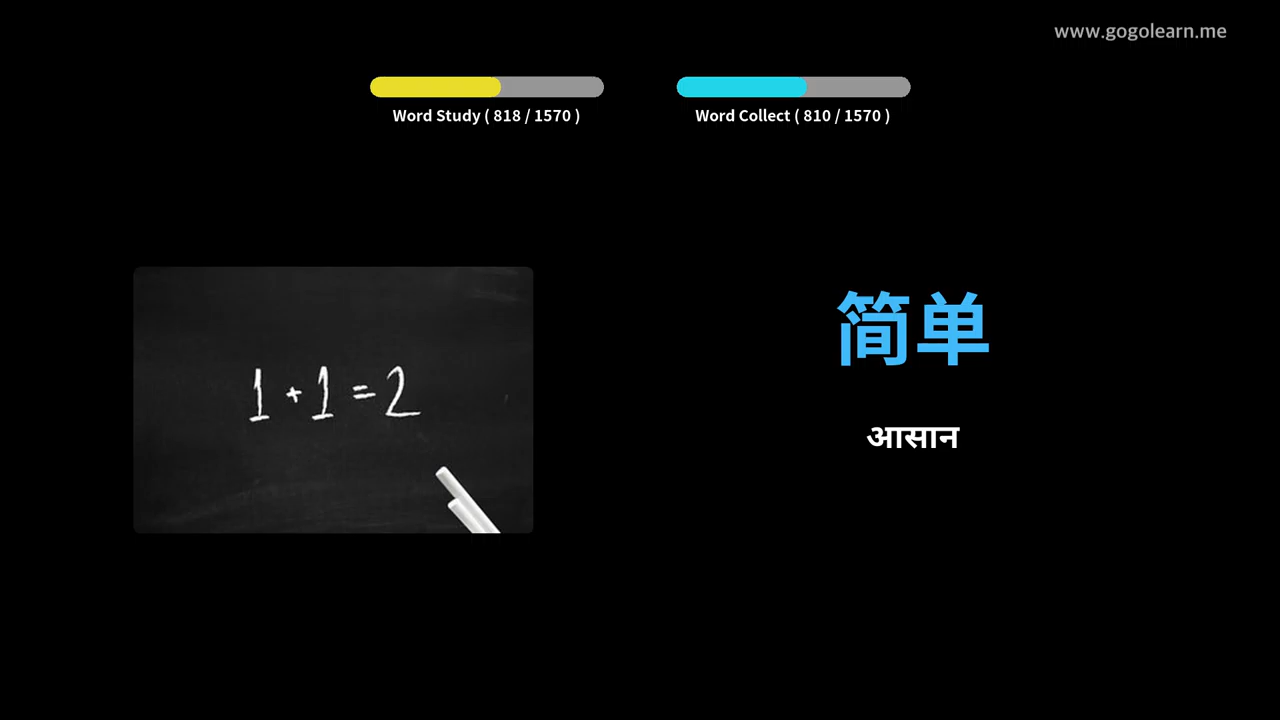 www.gogolearn.me
Word Study ( 818 / 1570 )
Word Collect ( 810 / 1570 )
1 + 1 = 2
简单
आसान